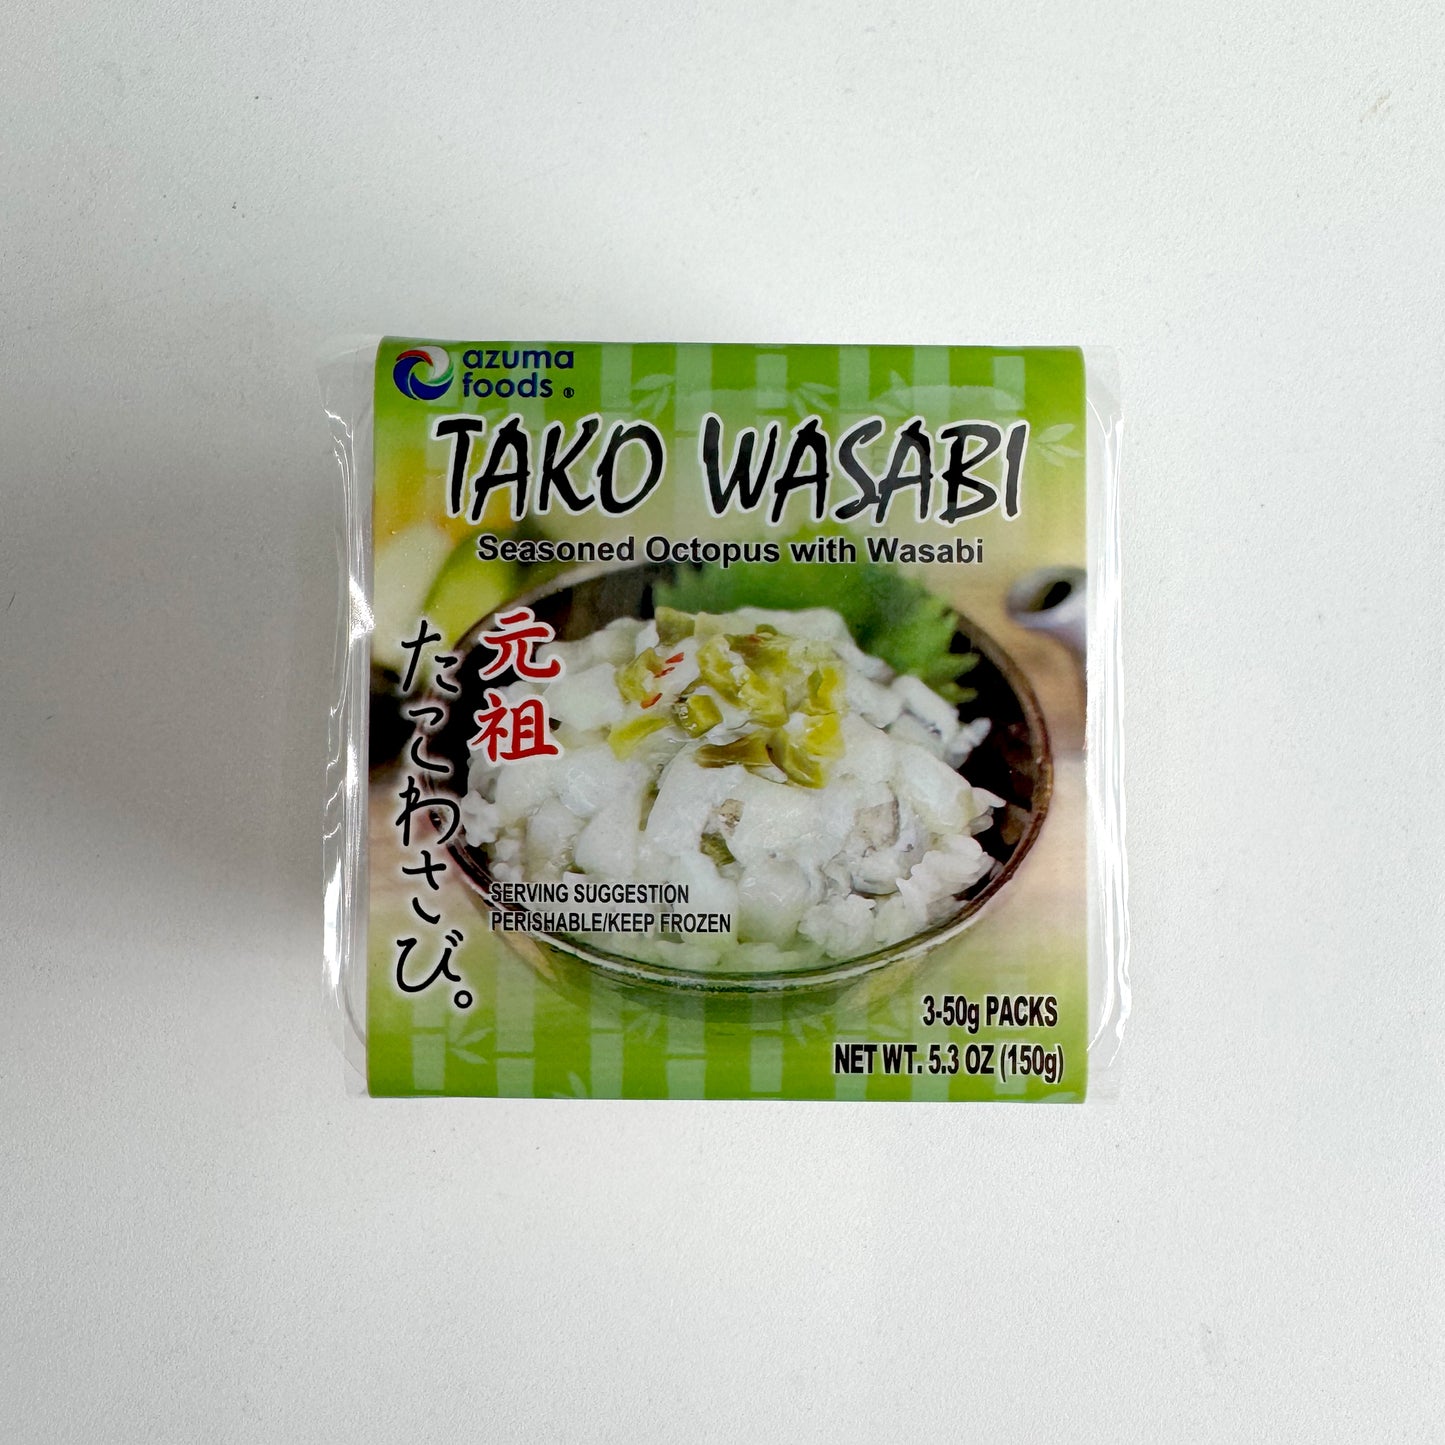 azuma
foods ®
TAKO WASABI
Seasoned Octopus with Wasabi
元祖
たこわさび。
SERVING SUGGESTION
PERISHABLE/KEEP FROZEN
3-50g PACKS
NET WT. 5.3 OZ (150g)